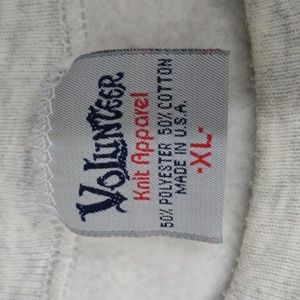 Volunteer
Knit Apparel
50% POLYESTER 50% COTTON
MADE IN U.S.A.
-XL-